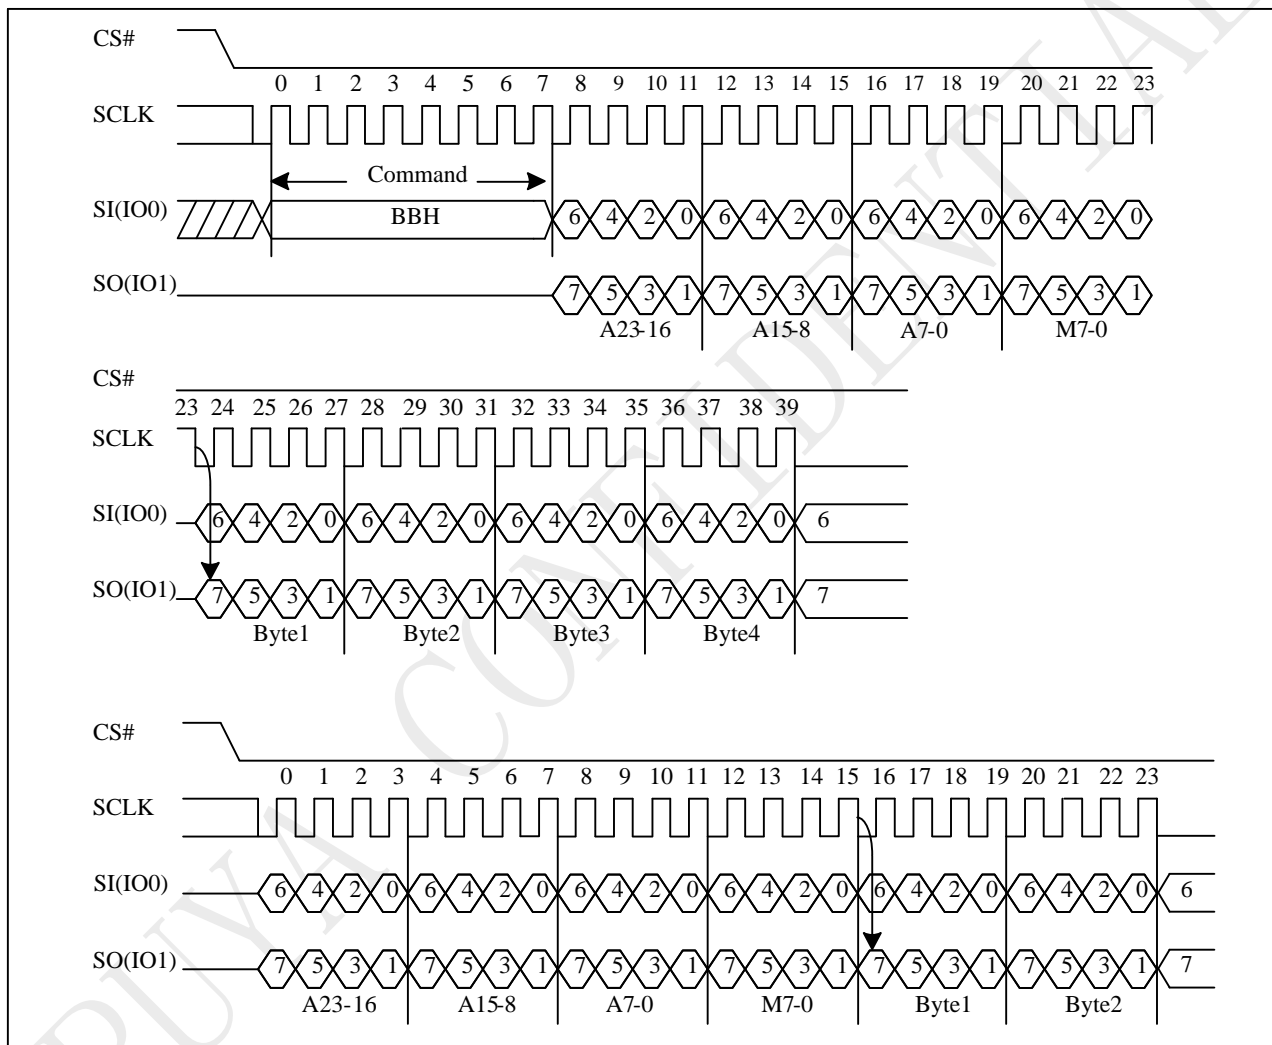 CS#
0 1 2 3 4 5 6 7 8 9 10 11 12 13 14 15 16 17 18 19 20 21 22 23
SCLK
Command
SI(IO0) BBH 6 4 2 0 6 4 2 0 6 4 2 0 6 4 2 0
SO(IO1) 7 5 3 1 7 5 3 1 7 5 3 1 7 5 3 1
A23-16 A15-8 A7-0 M7-0
CS#
23 24 25 26 27 28 29 30 31 32 33 34 35 36 37 38 39
SCLK
SI(IO0) 6 4 2 0 6 4 2 0 6 4 2 0 6 4 2 0 6
SO(IO1) 7 5 3 1 7 5 3 1 7 5 3 1 7 5 3 1 7
Byte1 Byte2 Byte3 Byte4
CS#
0 1 2 3 4 5 6 7 8 9 10 11 12 13 14 15 16 17 18 19 20 21 22 23
SCLK
SI(IO0) 6 4 2 0 6 4 2 0 6 4 2 0 6 4 2 0 6 4 2 0 6 4 2 0 6
SO(IO1) 7 5 3 1 7 5 3 1 7 5 3 1 7 5 3 1 7 5 3 1 7 5 3 1 7
A23-16 A15-8 A7-0 M7-0 Byte1 Byte2
PUYA CONFIDENTIAL